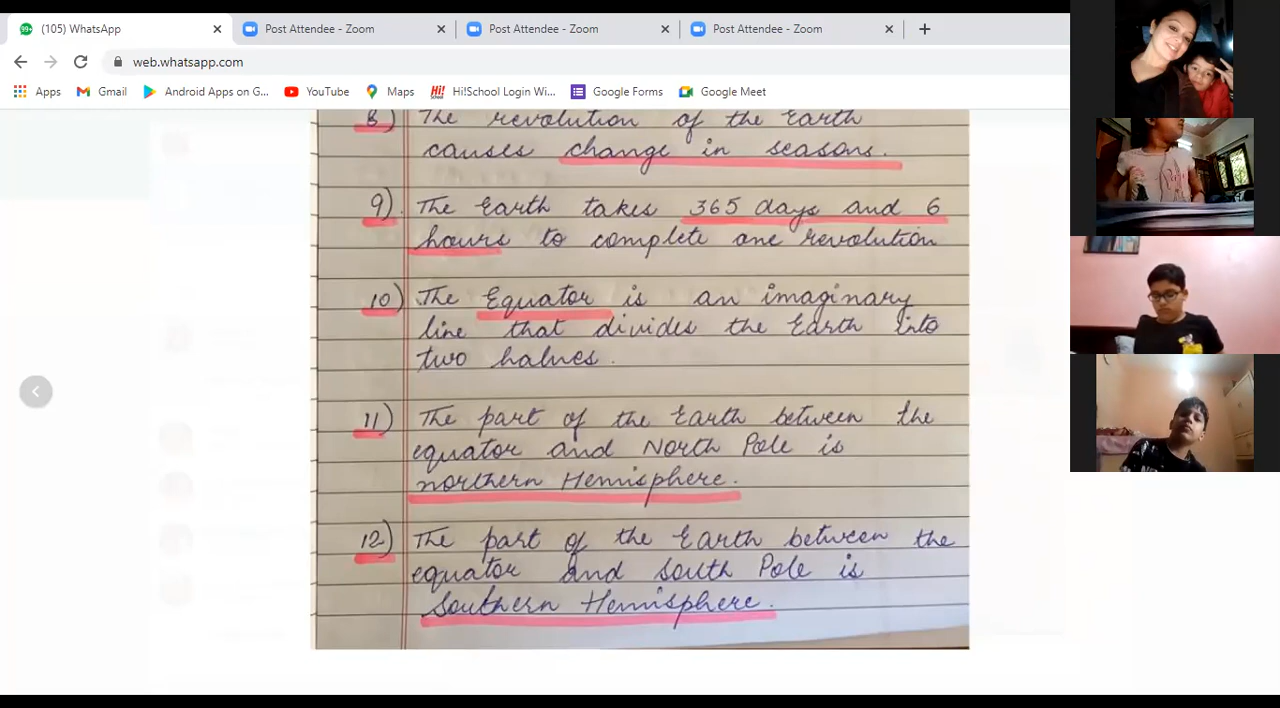 99+ (105) WhatsApp
Post Attendee - Zoom
Post Attendee - Zoom
Post Attendee - Zoom
web.whatsapp.com
Apps
Gmail
Android Apps on G...
YouTube
Maps
Hi! School
Hi!School Login Wi...
Google Forms
Google Meet
8) The revolution of the Earth
causes change in seasons.
9) The Earth takes 365 days and 6
hours to complete one revolution
10) The Equator is an imaginary
line that divides the Earth into
two halves.
11) The part of the Earth between the
equator and North Pole is
northern Hemisphere.
12) The part of the Earth between the
equator and South Pole is
Southern Hemisphere.